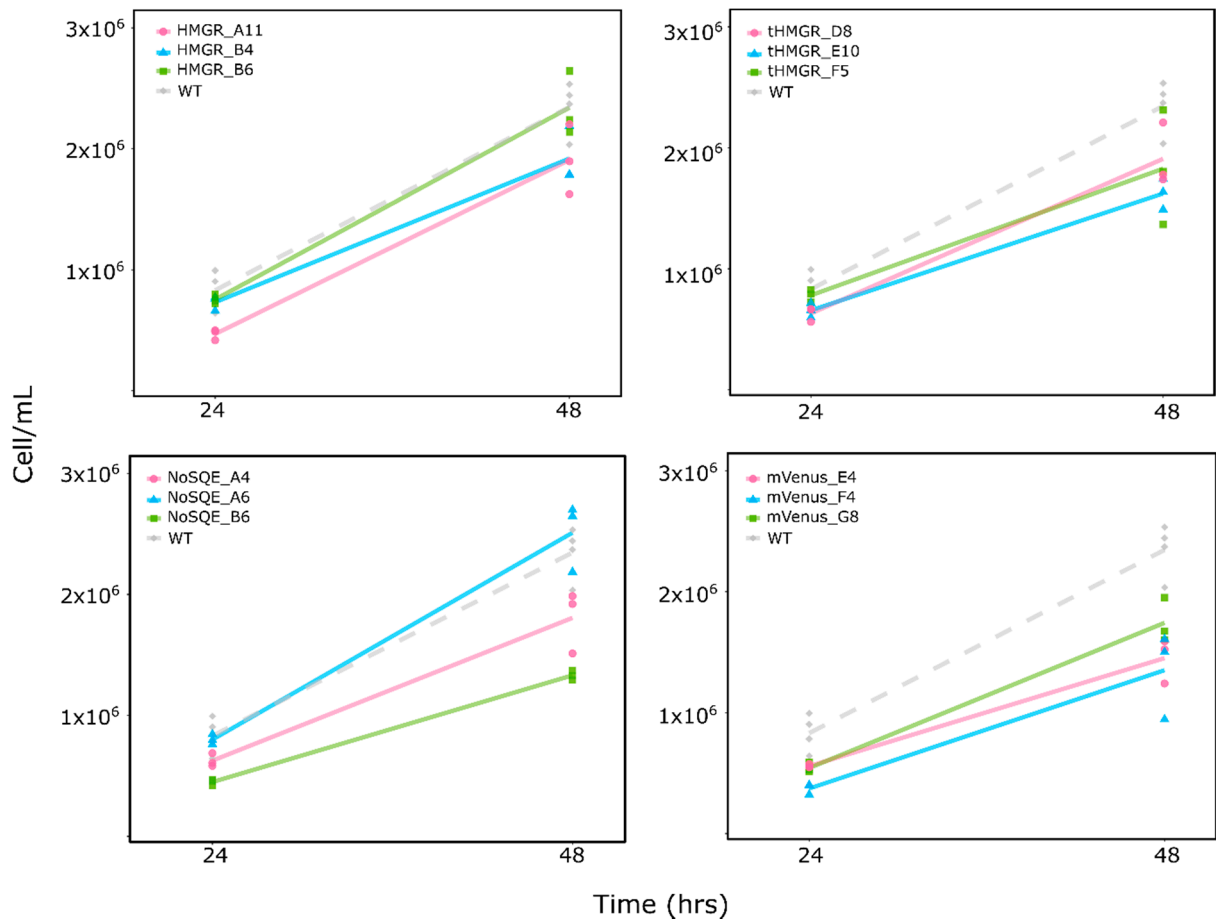 Cell/mL
3x10⁶
2x10⁶
1x10⁶
HMGR_A11
HMGR_B4
HMGR_B6
WT
24
48
3x10⁶
2x10⁶
1x10⁶
tHMGR_D8
tHMGR_E10
tHMGR_F5
WT
24
48
3x10⁶
2x10⁶
1x10⁶
NoSQE_A4
NoSQE_A6
NoSQE_B6
WT
24
48
3x10⁶
2x10⁶
1x10⁶
mVenus_E4
mVenus_F4
mVenus_G8
WT
24
48
Time (hrs)